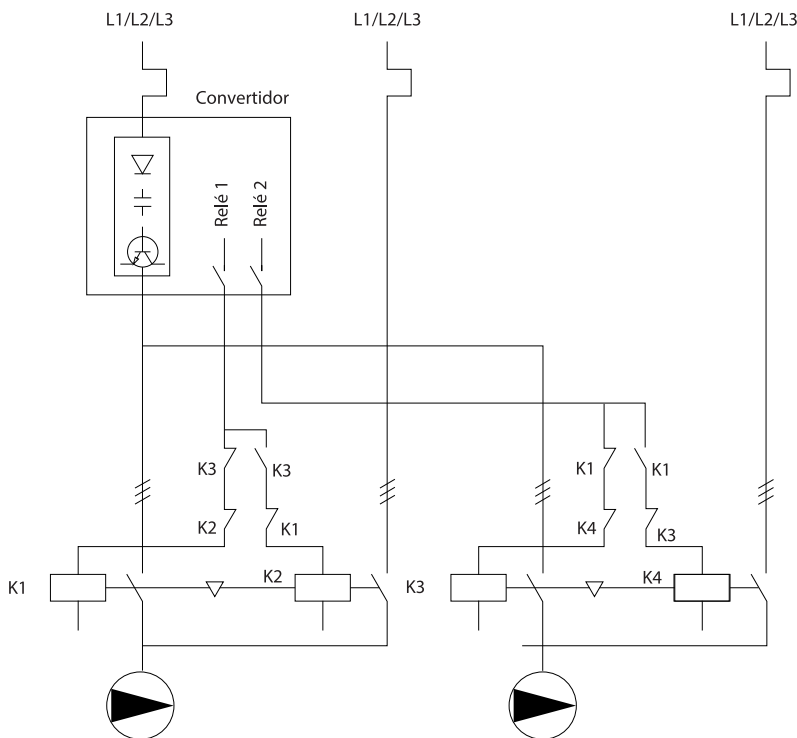 L1/L2/L3
L1/L2/L3
L1/L2/L3
Convertidor
Relé 1
Relé 2
K3
K3
K1
K1
K2
K1
K4
K3
K1
K2
K3
K4